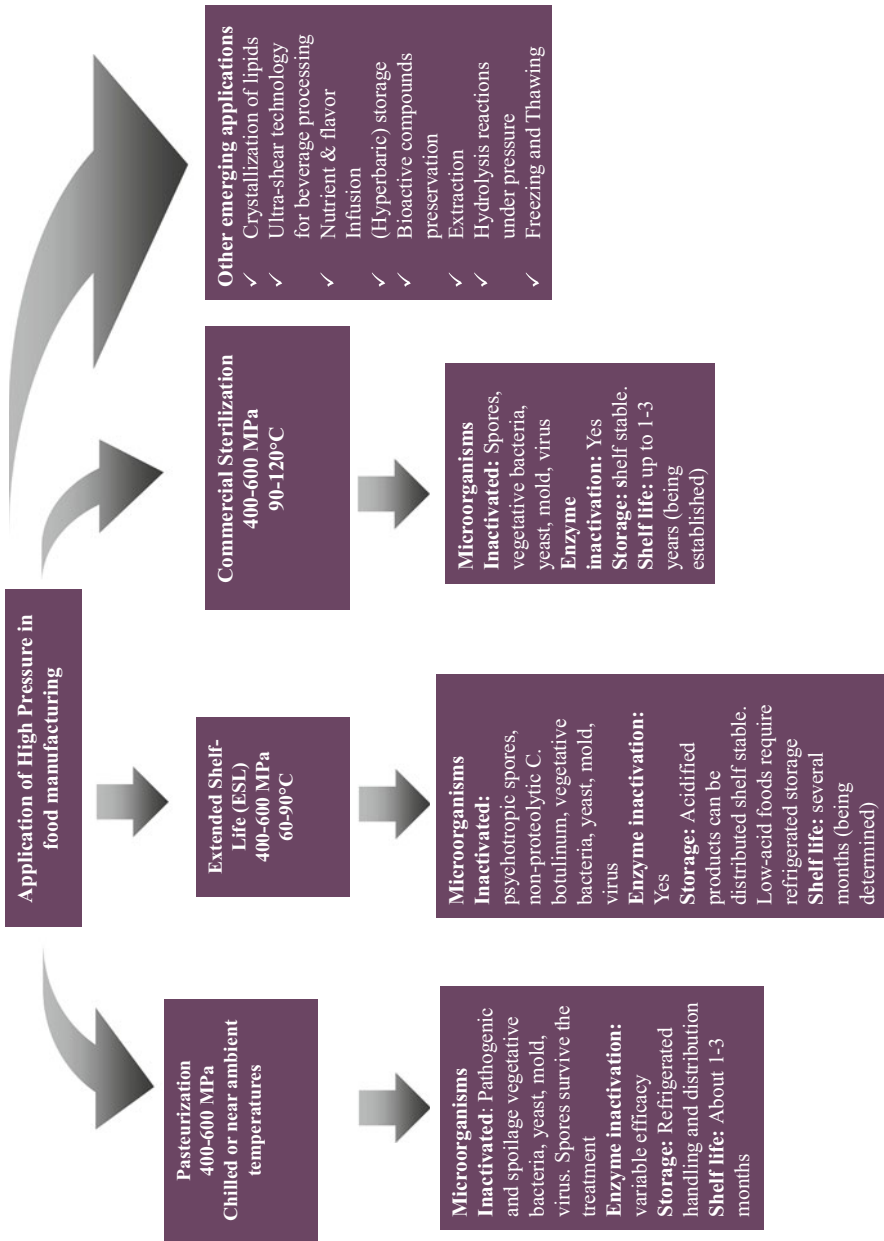 Application of High Pressure in
food manufacturing
Pasteurization
400-600 MPa
Chilled or near ambient
temperatures
Microorganisms
Inactivated: Pathogenic
and spoilage vegetative
bacteria, yeast, mold,
virus. Spores survive the
treatment
Enzyme inactivation:
variable efficacy
Storage: Refrigerated
handling and distribution
Shelf life: About 1-3
months
Extended Shelf-
Life (ESL)
400-600 MPa
60-90°C
Microorganisms
Inactivated:
psychotropic spores,
non-proteolytic C.
botulinum, vegetative
bacteria, yeast, mold,
virus
Enzyme inactivation:
Yes
Storage: Acidified
products can be
distributed shelf stable.
Low-acid foods require
refrigerated storage
Shelf life: several
months (being
determined)
Commercial Sterilization
400-600 MPa
90-120°C
Microorganisms
Inactivated: Spores,
vegetative bacteria,
yeast, mold, virus
Enzyme
inactivation: Yes
Storage: shelf stable.
Shelf life: up to 1-3
years (being
established)
Other emerging applications
✓ Crystallization of lipids
✓ Ultra-shear technology
for beverage processing
✓ Nutrient & flavor
Infusion
✓ (Hyperbaric) storage
✓ Bioactive compounds
preservation
✓ Extraction
✓ Hydrolysis reactions
under pressure
✓ Freezing and Thawing